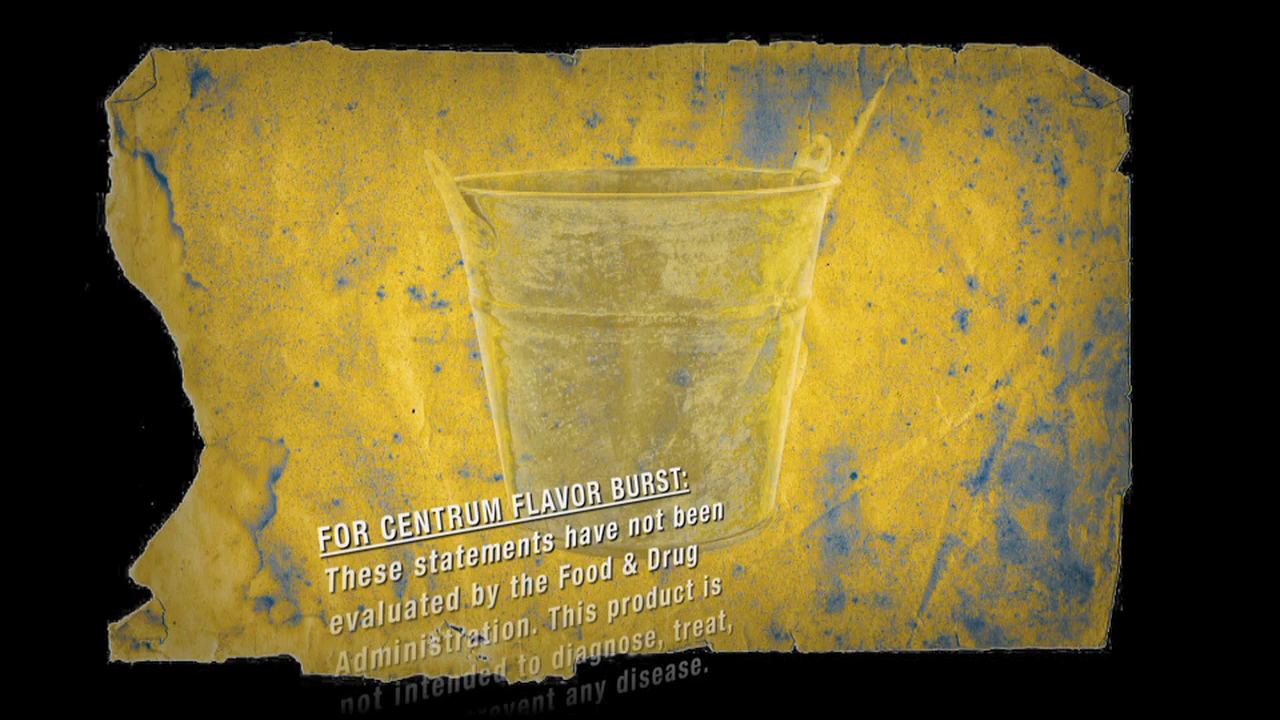 FOR CENTRUM FLAVOR BURST:
These statements have not been
evaluated by the Food & Drug
Administration. This product is
not intended to diagnose, treat,
prevent any disease.